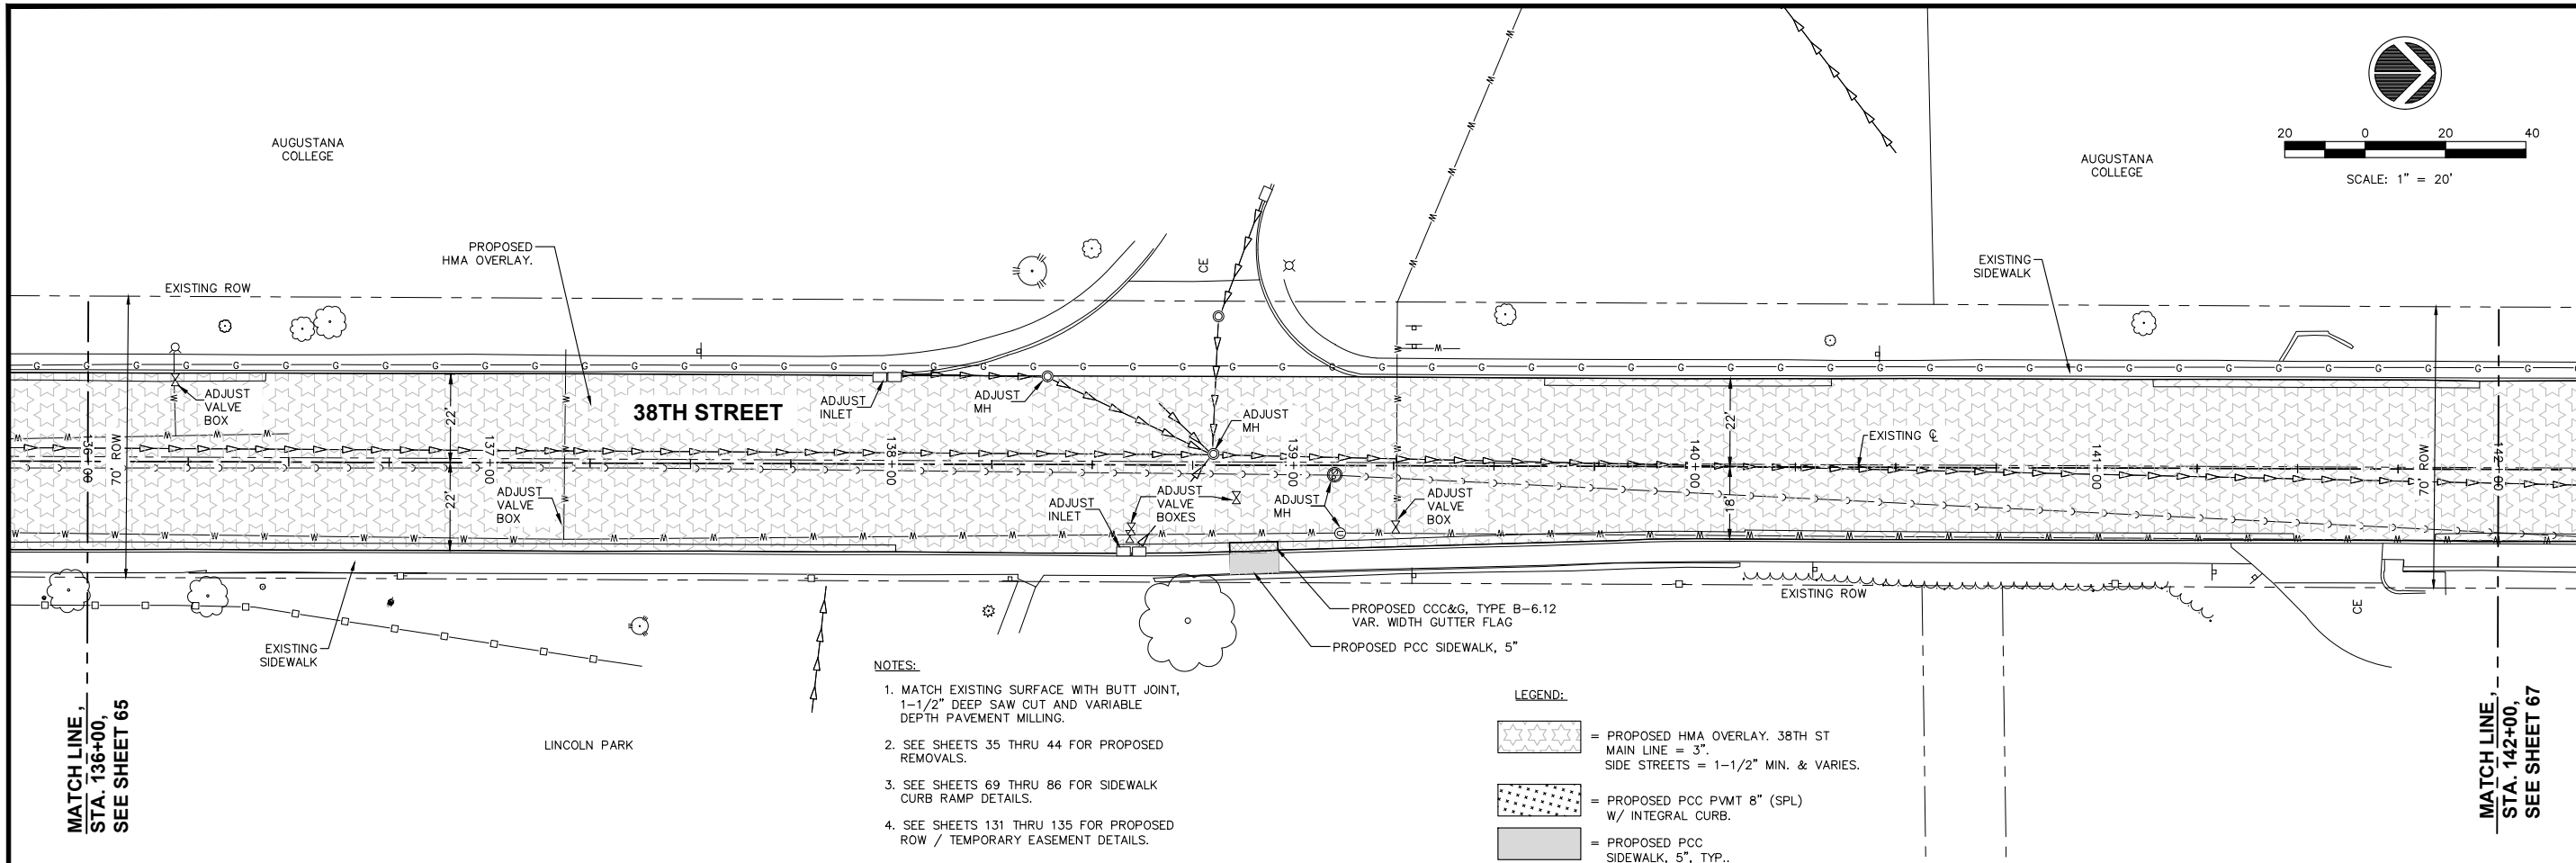 AUGUSTANA
COLLEGE
20 0 20 40
SCALE: 1" = 20'
AUGUSTANA
COLLEGE
PROPOSED
HMA OVERLAY.
CE
EXISTING
SIDEWALK
EXISTING ROW
ADJUST
VALVE
BOX
22'
38TH STREET
ADJUST
INLET
ADJUST
MH
ADJUST
MH
22'
EXISTING ℄
136+00
70' ROW
137+00
138+00
139+00
140+00
141+00
70' ROW
142+00
22'
ADJUST
VALVE
BOX
ADJUST
INLET
ADJUST
VALVE
BOXES
ADJUST
MH
ADJUST
VALVE
BOX
18'
EXISTING
SIDEWALK
PROPOSED CCC&G, TYPE B-6.12
VAR. WIDTH GUTTER FLAG
PROPOSED PCC SIDEWALK, 5"
EXISTING ROW
CE
LINCOLN PARK
MATCH LINE ,
STA. 136+00,
SEE SHEET 65
NOTES:
1. MATCH EXISTING SURFACE WITH BUTT JOINT,
1-1/2" DEEP SAW CUT AND VARIABLE
DEPTH PAVEMENT MILLING.
2. SEE SHEETS 35 THRU 44 FOR PROPOSED
REMOVALS.
3. SEE SHEETS 69 THRU 86 FOR SIDEWALK
CURB RAMP DETAILS.
4. SEE SHEETS 131 THRU 135 FOR PROPOSED
ROW / TEMPORARY EASEMENT DETAILS.
LEGEND:
= PROPOSED HMA OVERLAY. 38TH ST
MAIN LINE = 3".
SIDE STREETS = 1-1/2" MIN. & VARIES.
= PROPOSED PCC PVMT 8" (SPL)
W/ INTEGRAL CURB.
= PROPOSED PCC
SIDEWALK, 5", TYP..
MATCH LINE,
STA. 142+00,
SEE SHEET 67